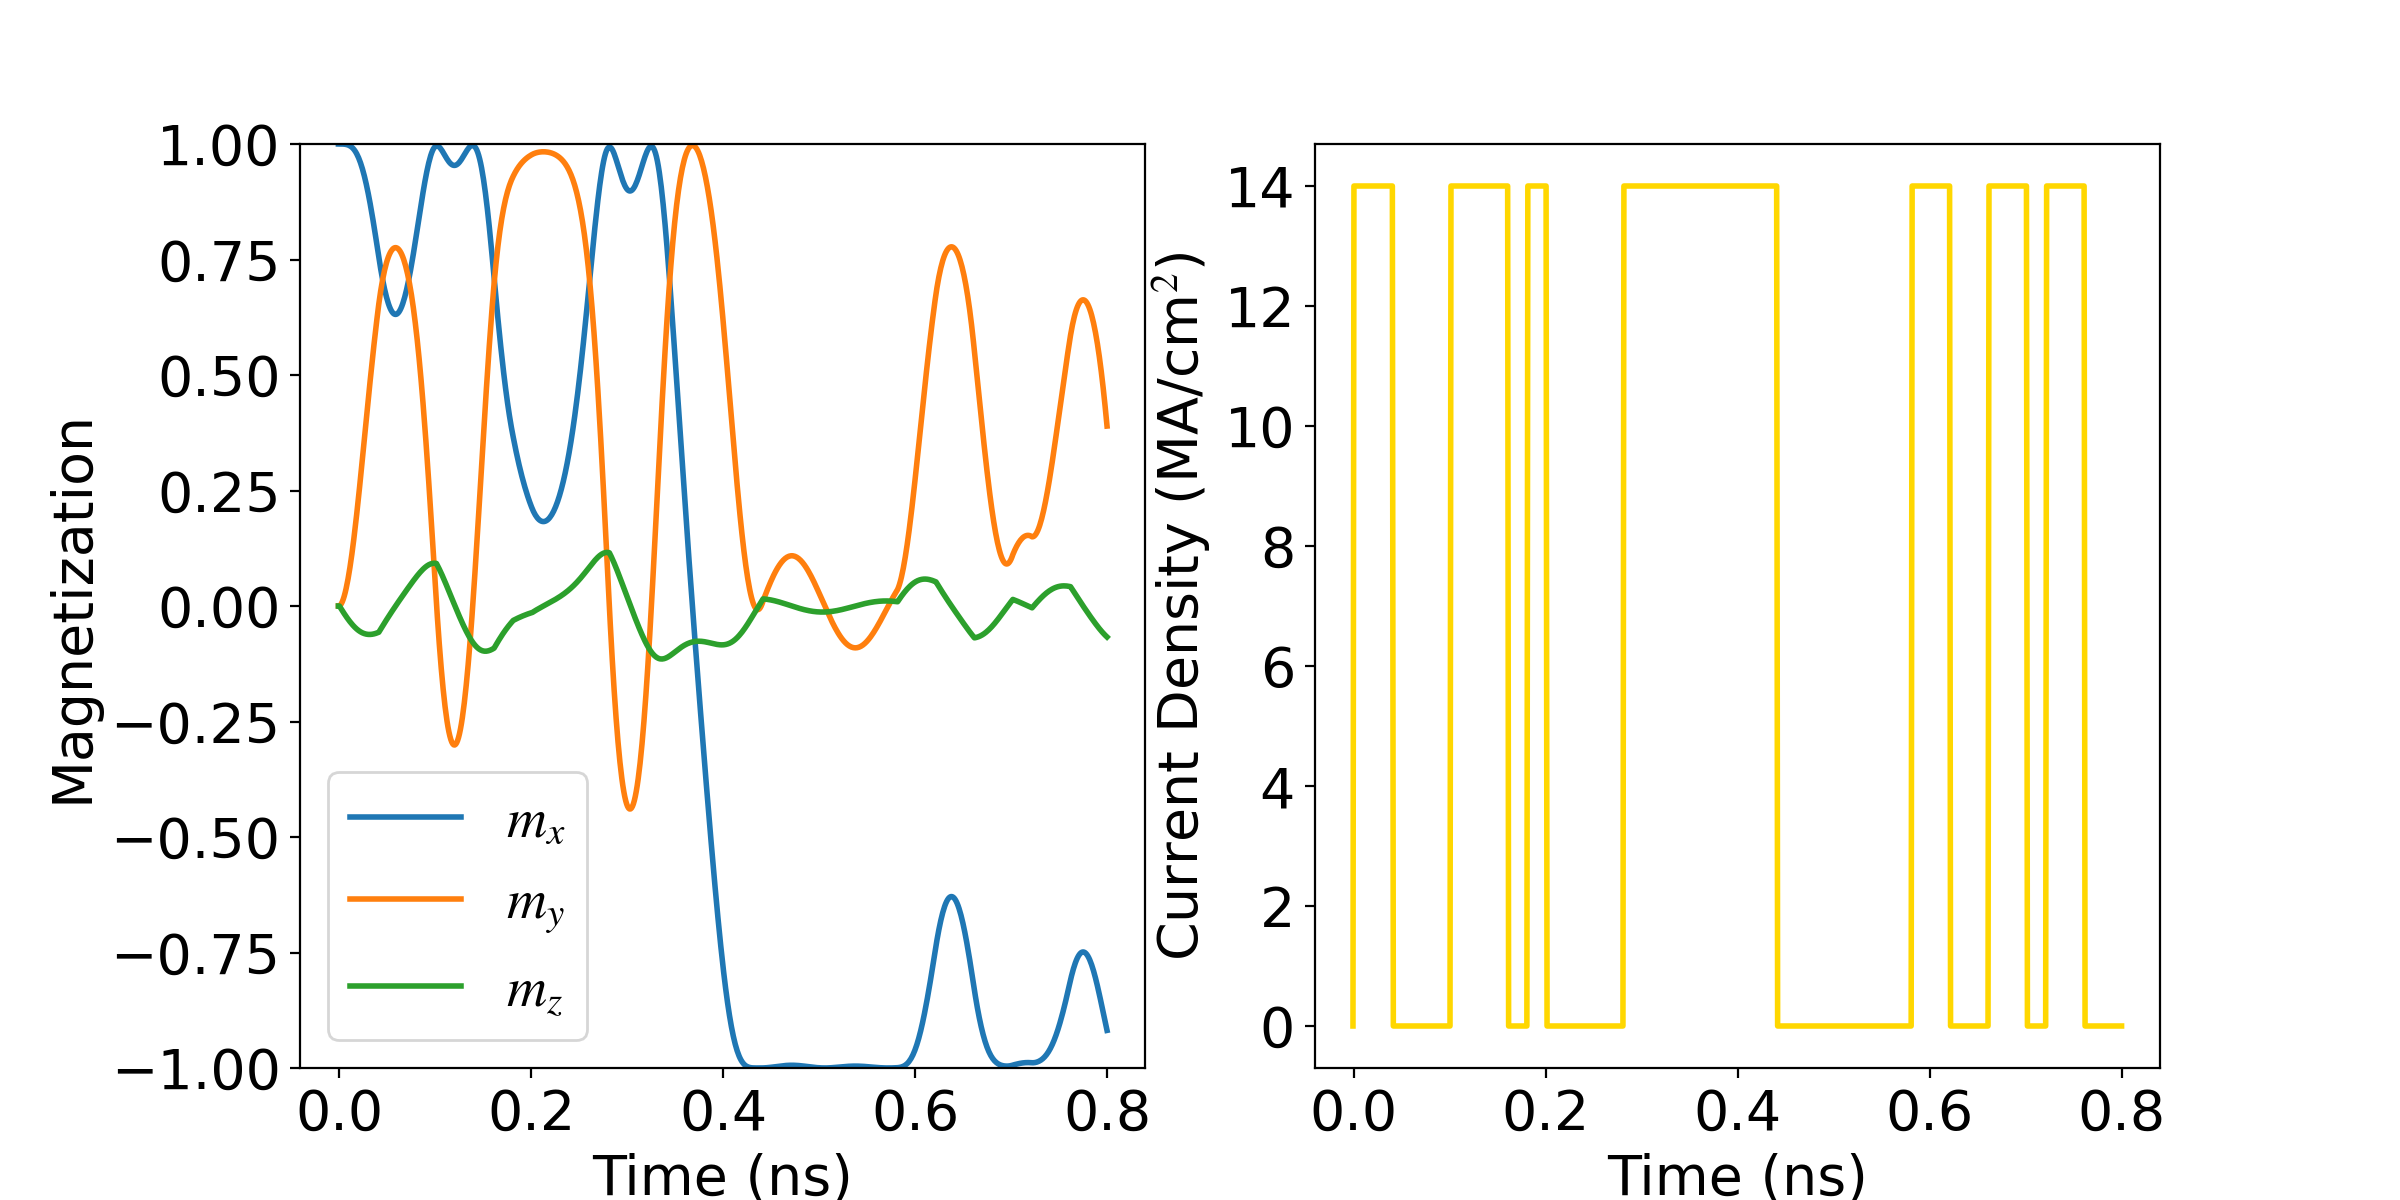 Magnetization
1.00
0.75
0.50
0.25
0.00
−0.25
−0.50
−0.75
−1.00
m_x
m_y
m_z
0.0 0.2 0.4 0.6 0.8
Time (ns)
Current Density (MA/cm²)
14
12
10
8
6
4
2
0
0.0 0.2 0.4 0.6 0.8
Time (ns)